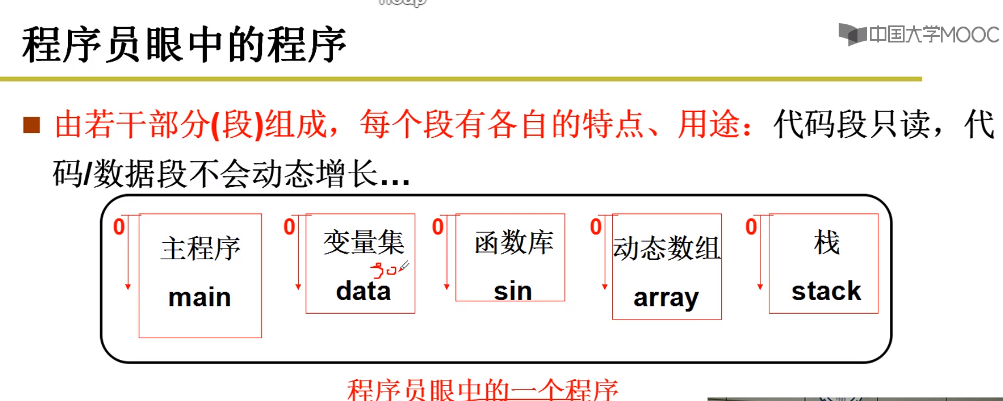 程序员眼中的程序
中国大学MOOC
由若干部分(段)组成，每个段有各自的特点、用途：代码段只读，代
码/数据段不会动态增长...
0 主程序 0 变量集 0 函数库 0 动态数组 0 栈
300
main data sin array stack
程序员眼中的一个程序